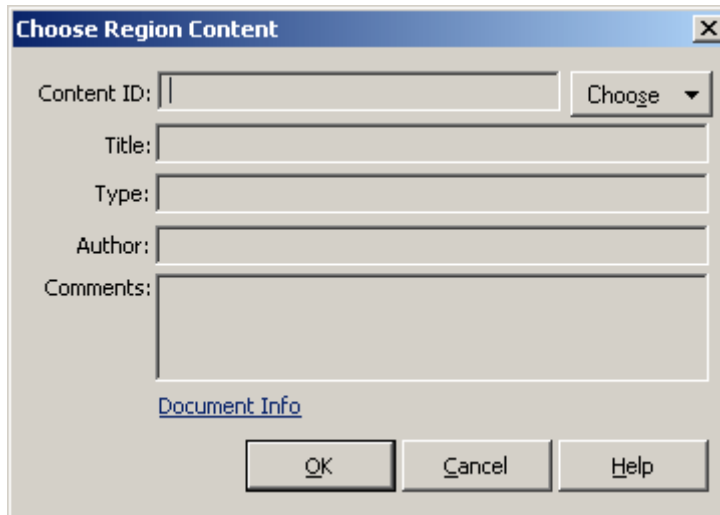 Choose Region Content
Content ID: Choose
Title:
Type:
Author:
Comments:
Document Info
OK Cancel Help